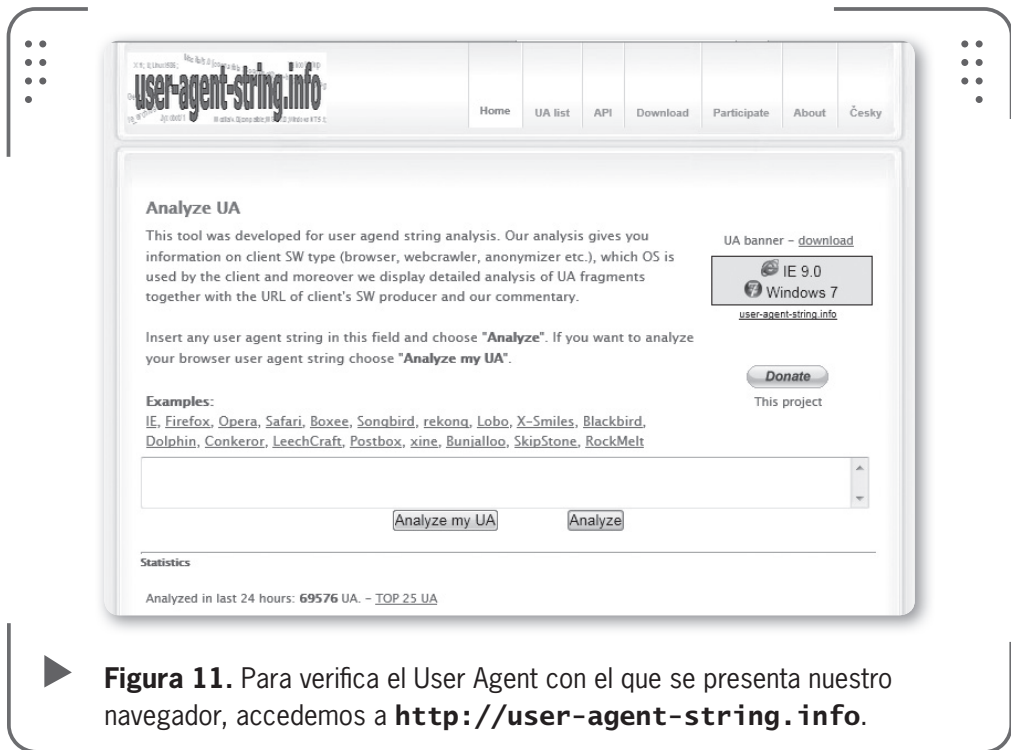 user-agent-string.info
Home UA list API Download Participate About Česky
Analyze UA
This tool was developed for user agend string analysis. Our analysis gives you
information on client SW type (browser, webcrawler, anonymizer etc.), which OS is
used by the client and moreover we display detailed analysis of UA fragments
together with the URL of client's SW producer and our commentary.
Insert any user agent string in this field and choose "Analyze". If you want to analyze
your browser user agent string choose "Analyze my UA".
UA banner – download
IE 9.0
Windows 7
user-agent-string.info
Donate
This project
Examples:
IE, Firefox, Opera, Safari, Boxee, Songbird, rekonq, Lobo, X-Smiles, Blackbird,
Dolphin, Conkeror, LeechCraft, Postbox, xine, Bunjalloo, SkipStone, RockMelt
Analyze my UA Analyze
Statistics
Analyzed in last 24 hours: 69576 UA. – TOP 25 UA
Figura 11. Para verifica el User Agent con el que se presenta nuestro
navegador, accedemos a http://user-agent-string.info.